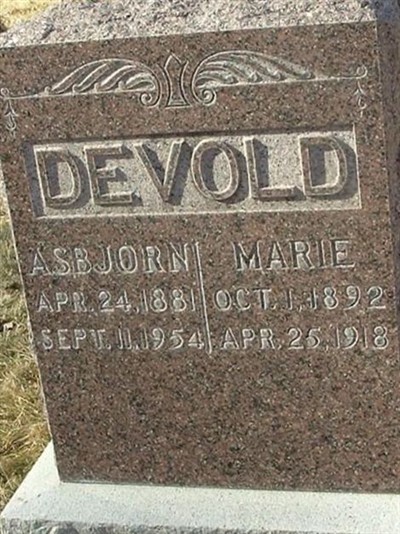 DEVOLD
ASBJORN MARIE
APR. 24, 1881 OCT. 1, 1892
SEPT. 11, 1954 APR. 25, 1918